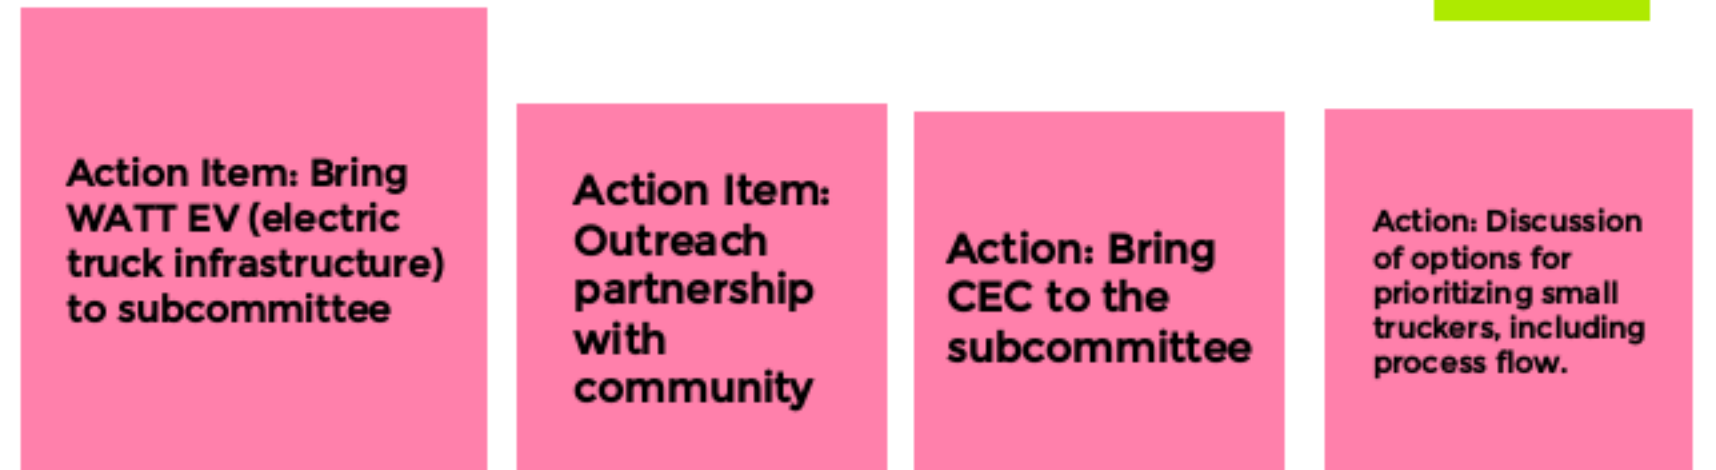 Action Item: Bring
WATT EV (electric
truck infrastructure)
to subcommittee
Action Item:
Outreach
partnership
with
community
Action: Bring
CEC to the
subcommittee
Action: Discussion
of options for
prioritizing small
truckers, including
process flow.